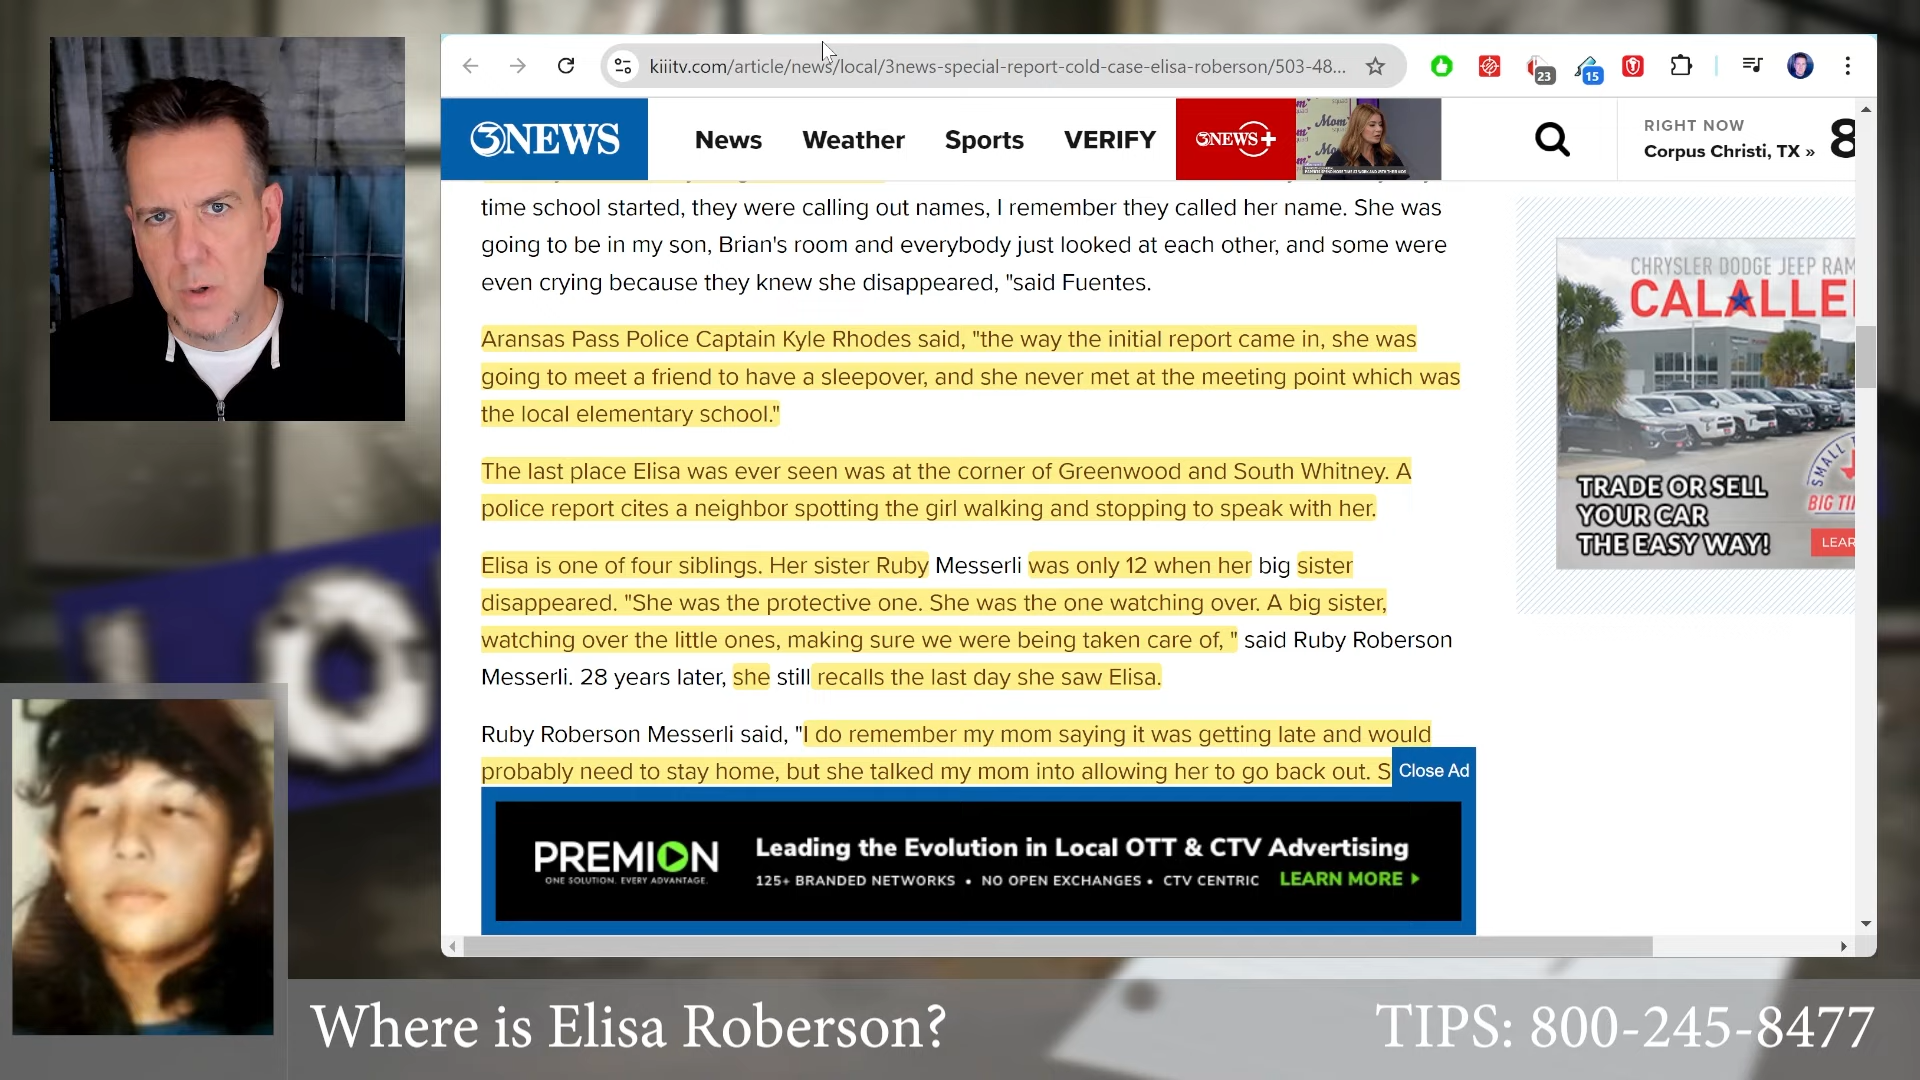 kiiitv.com/article/news/local/3news-special-report-cold-case-elisa-roberson/503-48...
23
15
3NEWS
News
Weather
Sports
VERIFY
3NEWS+
Mom
RIGHT NOW
Corpus Christi, TX »
8
time school started, they were calling out names, I remember they called her name. She was
going to be in my son, Brian's room and everybody just looked at each other, and some were
even crying because they knew she disappeared, "said Fuentes.
Aransas Pass Police Captain Kyle Rhodes said, "the way the initial report came in, she was
going to meet a friend to have a sleepover, and she never met at the meeting point which was
the local elementary school."
The last place Elisa was ever seen was at the corner of Greenwood and South Whitney. A
police report cites a neighbor spotting the girl walking and stopping to speak with her.
Elisa is one of four siblings. Her sister Ruby Messerli was only 12 when her big sister
disappeared. "She was the protective one. She was the one watching over. A big sister,
watching over the little ones, making sure we were being taken care of, " said Ruby Roberson
Messerli. 28 years later, she still recalls the last day she saw Elisa.
Ruby Roberson Messerli said, "I do remember my mom saying it was getting late and would
probably need to stay home, but she talked my mom into allowing her to go back out. S
Close Ad
CHRYSLER DODGE JEEP RAM
CALALLE
TRADE OR SELL
YOUR CAR
THE EASY WAY!
SMALL
BIG TI
LEAR
PREMION
ONE SOLUTION. EVERY ADVANTAGE.
Leading the Evolution in Local OTT & CTV Advertising
125+ BRANDED NETWORKS • NO OPEN EXCHANGES • CTV CENTRIC
LEARN MORE
Where is Elisa Roberson?
TIPS: 800-245-8477